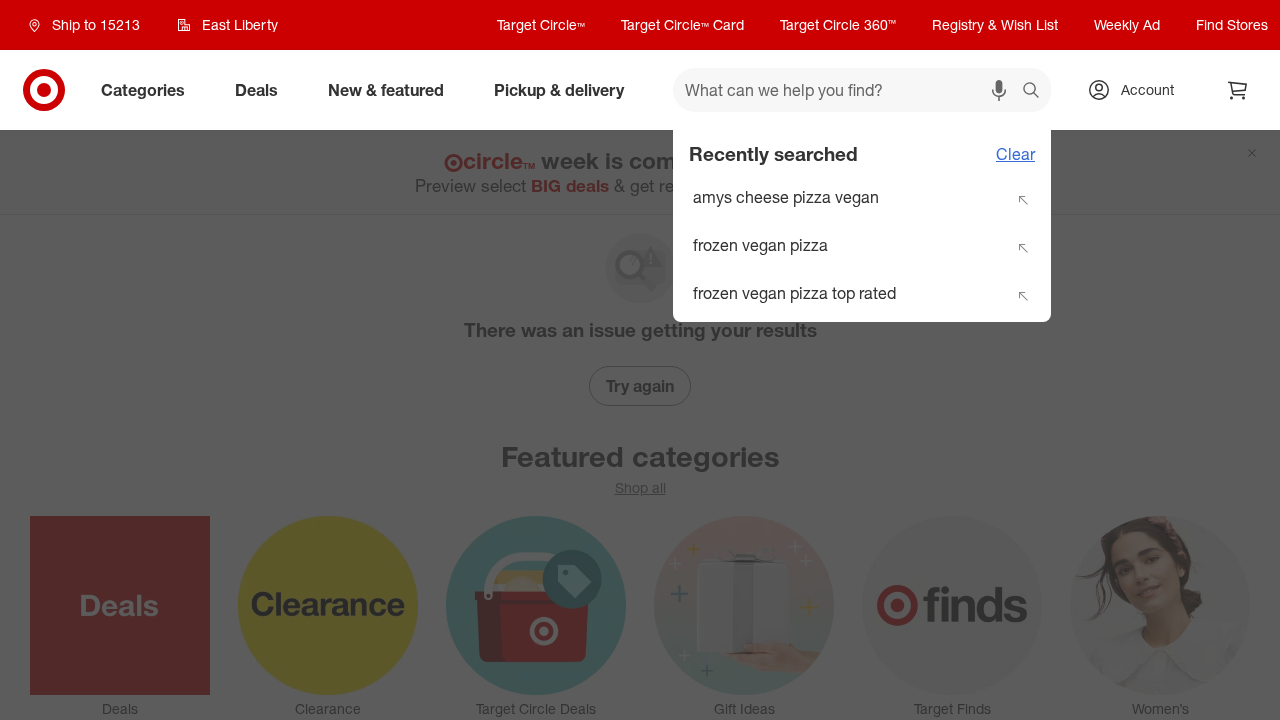 Ship to 15213
East Liberty
Target Circle™
Target Circle™ Card
Target Circle 360™
Registry & Wish List
Weekly Ad
Find Stores
Categories
Deals
New & featured
Pickup & delivery
What can we help you find?
Account
Recently searched
Clear
amys cheese pizza vegan
frozen vegan pizza
frozen vegan pizza top rated
circle™ week is com
Preview select BIG deals & get re
There was an issue getting your results
Try again
Featured categories
Shop all
Deals
Clearance
finds
Deals
Clearance
Target Circle Deals
Gift Ideas
Target Finds
Women's